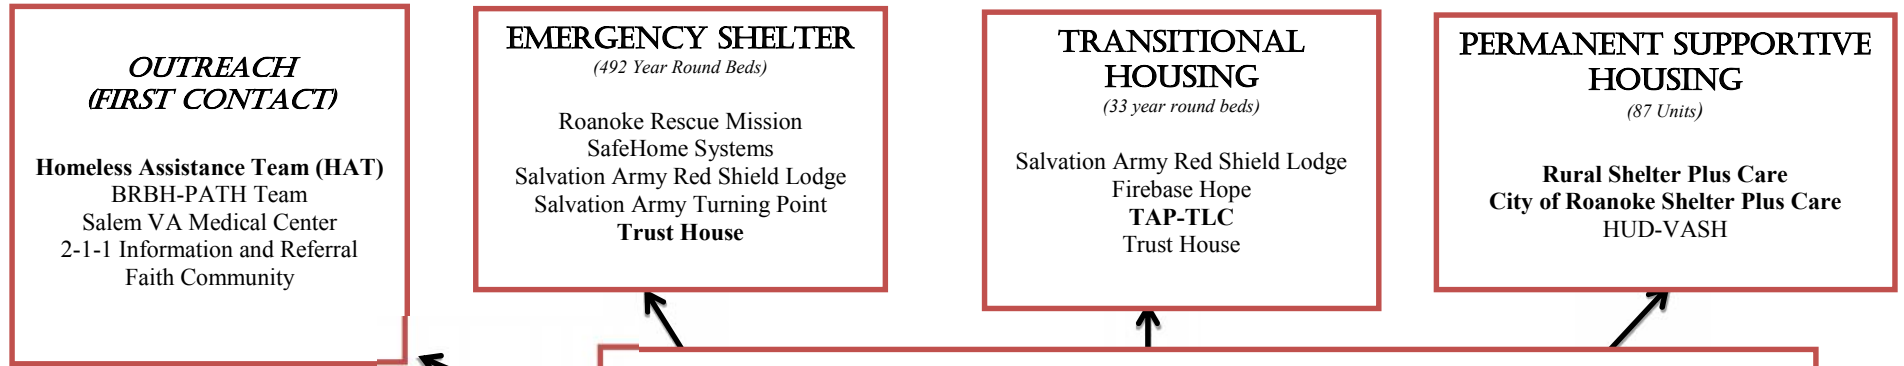 OUTREACH
(FIRST CONTACT)
Homeless Assistance Team (HAT)
BRBH-PATH Team
Salem VA Medical Center
2-1-1 Information and Referral
Faith Community
EMERGENCY SHELTER
(492 Year Round Beds)
Roanoke Rescue Mission
SafeHome Systems
Salvation Army Red Shield Lodge
Salvation Army Turning Point
Trust House
TRANSITIONAL
HOUSING
(33 year round beds)
Salvation Army Red Shield Lodge
Firebase Hope
TAP-TLC
Trust House
PERMANENT SUPPORTIVE
HOUSING
(87 Units)
Rural Shelter Plus Care
City of Roanoke Shelter Plus Care
HUD-VASH